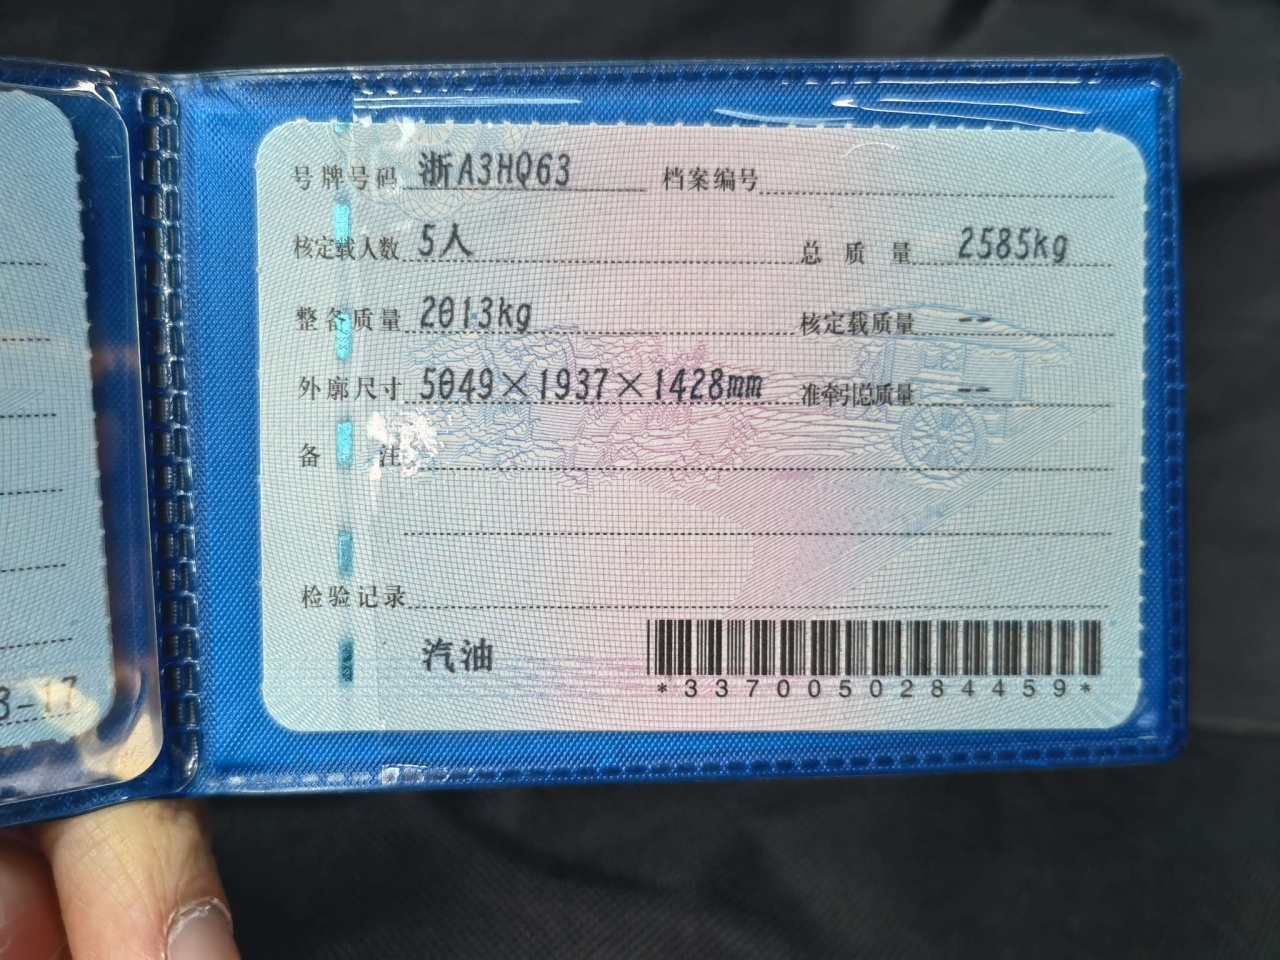 号牌号码 浙A3HQ63 档案编号
核定载人数 5人 总质量 2585kg
整备质量 2013kg 核定载质量 --
外廓尺寸 5049×1937×1428mm 准牵引总质量 --
备注
检验记录
汽油
*3370050284459*
3-17